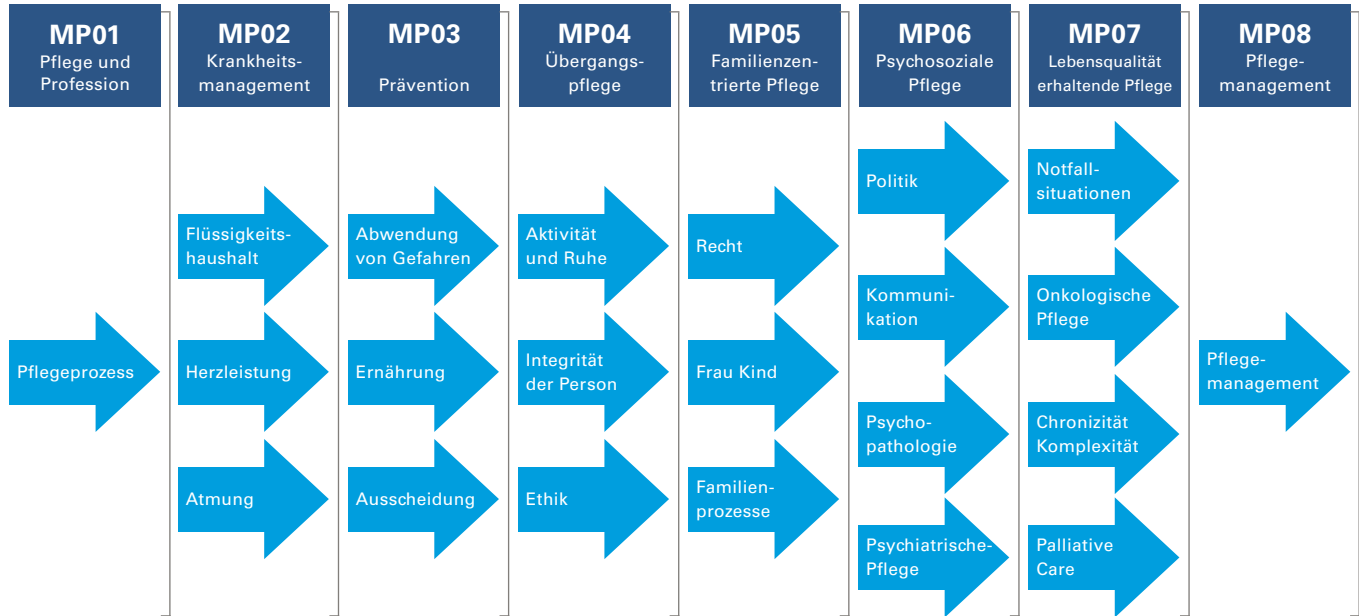 MP01
Pflege und
Profession
MP02
Krankheits-
management
MP03
Prävention
MP04
Übergangs-
pflege
MP05
Familienzen-
trierte Pflege
MP06
Psychosoziale
Pflege
MP07
Lebensqualität
erhaltende Pflege
MP08
Pflege-
management
Pflegeprozess
Flüssigkeits-
haushalt
Herzleistung
Atmung
Abwendung
von Gefahren
Ernährung
Ausscheidung
Aktivität
und Ruhe
Integrität
der Person
Ethik
Recht
Frau Kind
Familien-
prozesse
Politik
Kommuni-
kation
Psycho-
pathologie
Psychiatrische-
Pflege
Notfall-
situationen
Onkologische
Pflege
Chronizität
Komplexität
Palliative
Care
Pflege-
management